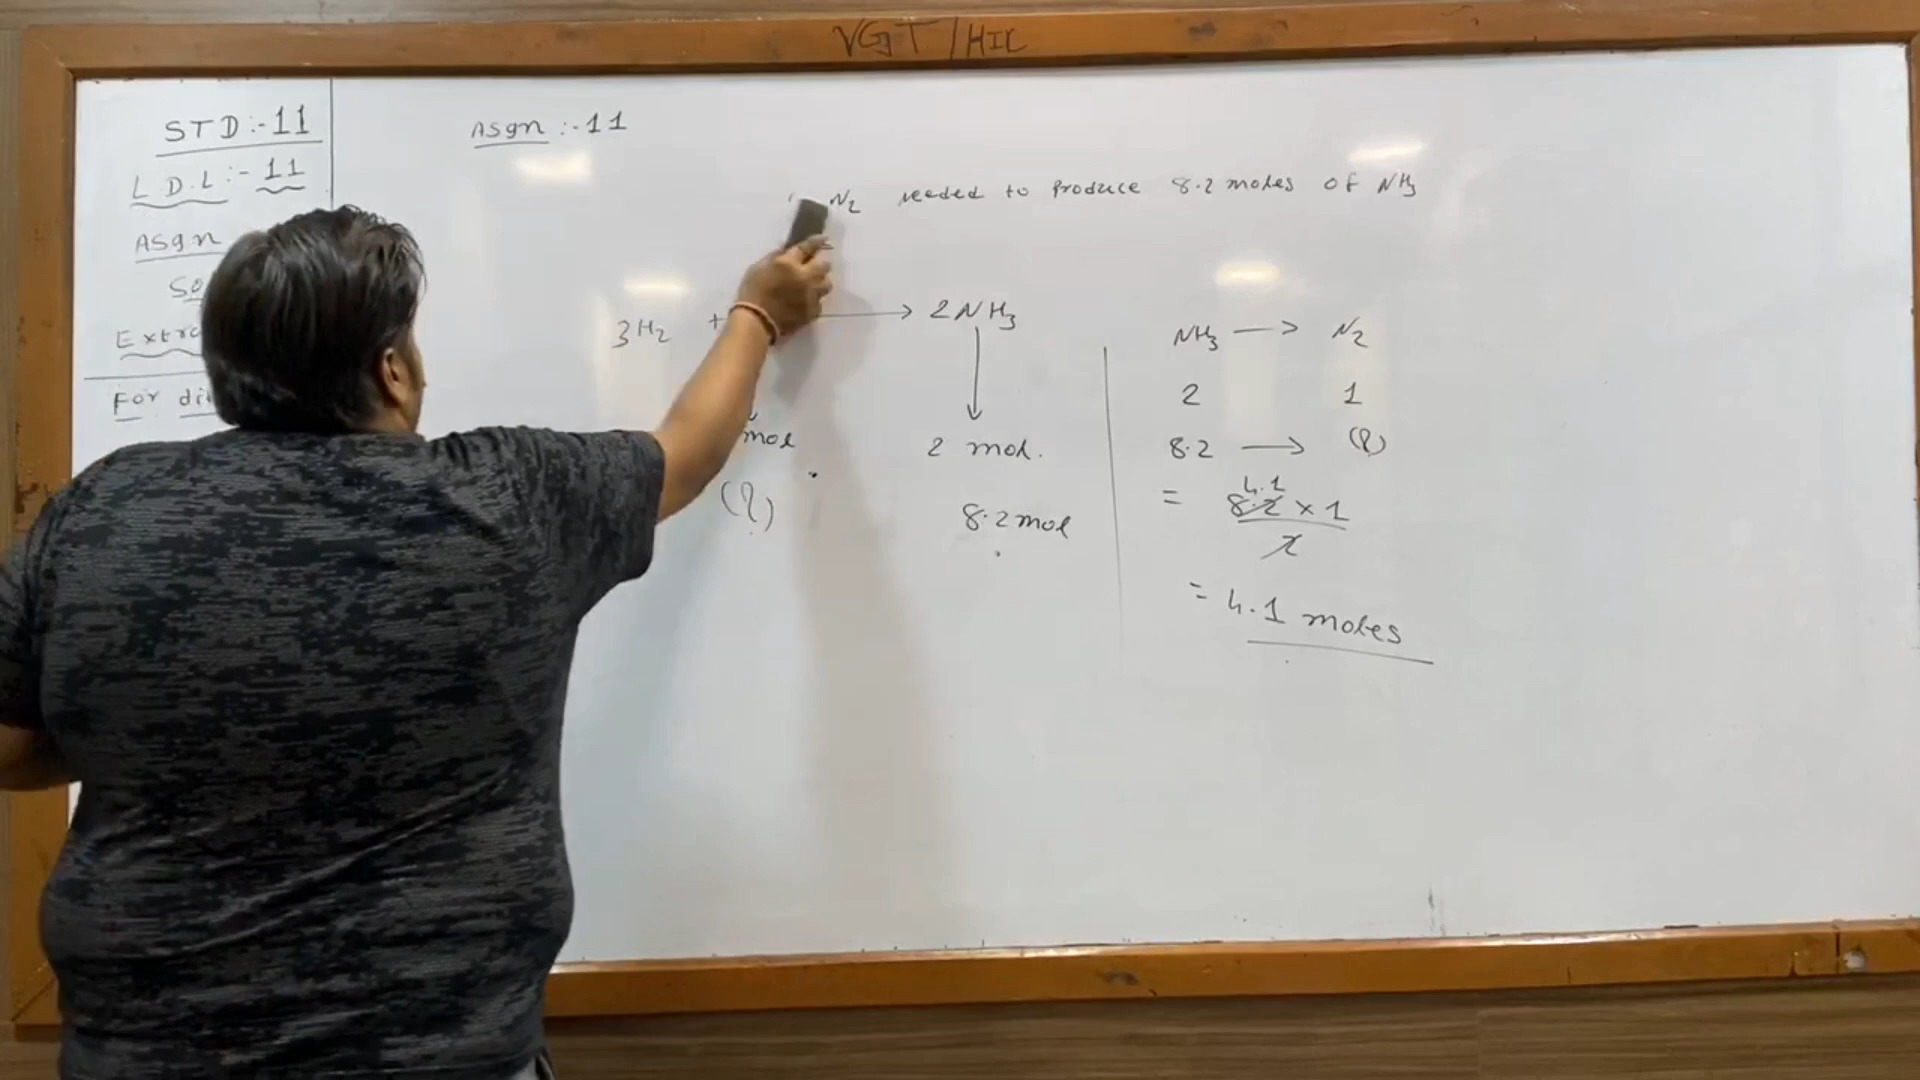 VGT/HIC
STD:-11
L.D.L:- 11
Asgn
For
Asgn :- 11
N₂ needed to produce 8.2 moles of NH₃
3H₂ + → 2NH₃
mol 2 mol.
(?) 8.2 mol
NH₃ → N₂
2 1
8.2 → (?)
4.1
= 8.2 × 1
2
= 4.1 moles